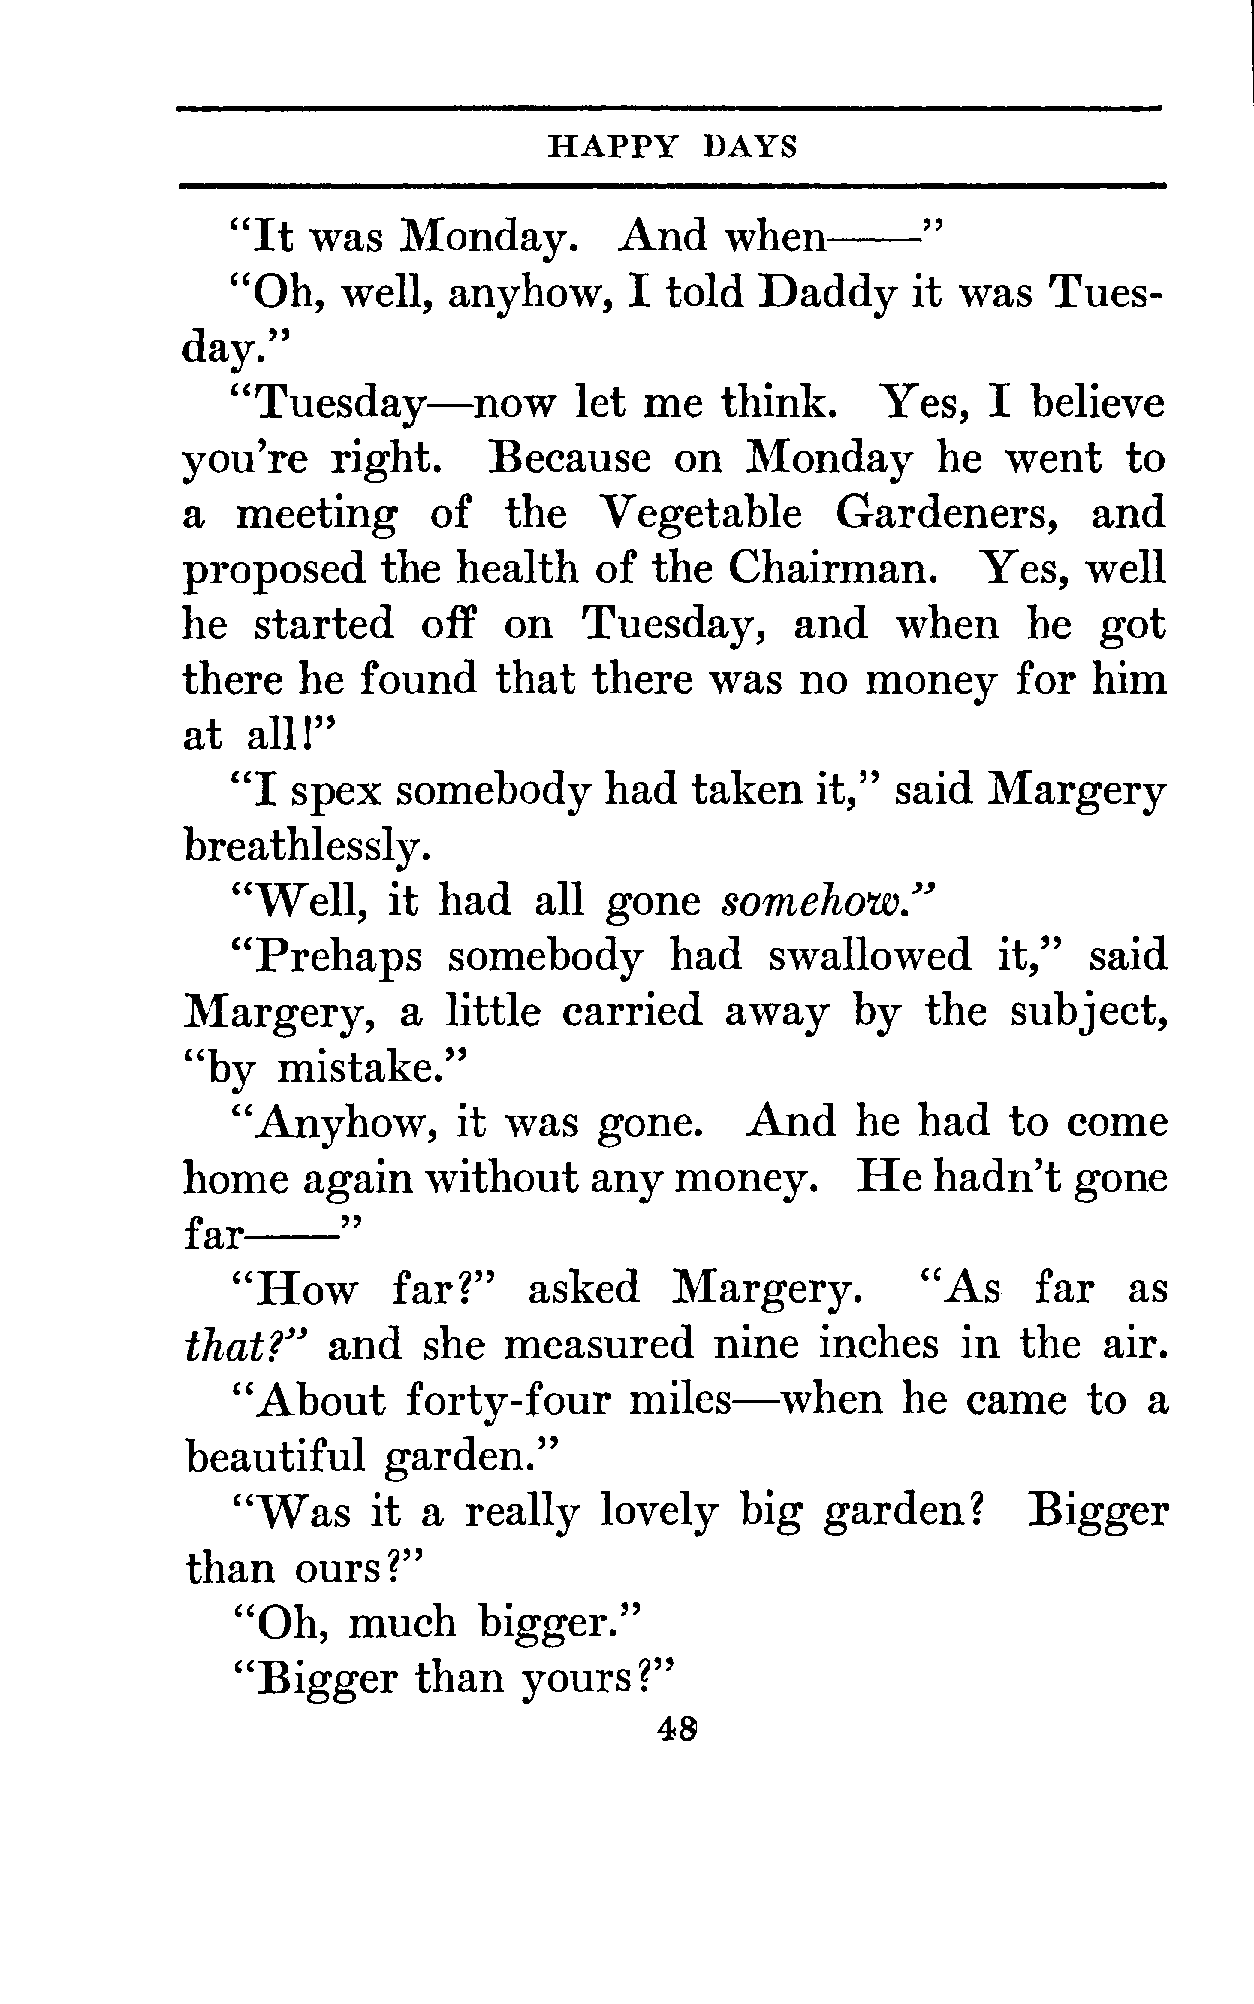 HAPPY DAYS
“It was Monday. And when——”
“Oh, well, anyhow, I told Daddy it was Tues-
day.”
“Tuesday—now let me think. Yes, I believe
you’re right. Because on Monday he went to
a meeting of the Vegetable Gardeners, and
proposed the health of the Chairman. Yes, well
he started off on Tuesday, and when he got
there he found that there was no money for him
at all!”
“I spex somebody had taken it,” said Margery
breathlessly.
“Well, it had all gone somehow.”
“Prehaps somebody had swallowed it,” said
Margery, a little carried away by the subject,
“by mistake.”
“Anyhow, it was gone. And he had to come
home again without any money. He hadn’t gone
far——”
“How far?” asked Margery. “As far as
that?” and she measured nine inches in the air.
“About forty-four miles—when he came to a
beautiful garden.”
“Was it a really lovely big garden? Bigger
than ours?”
“Oh, much bigger.”
“Bigger than yours?”
48